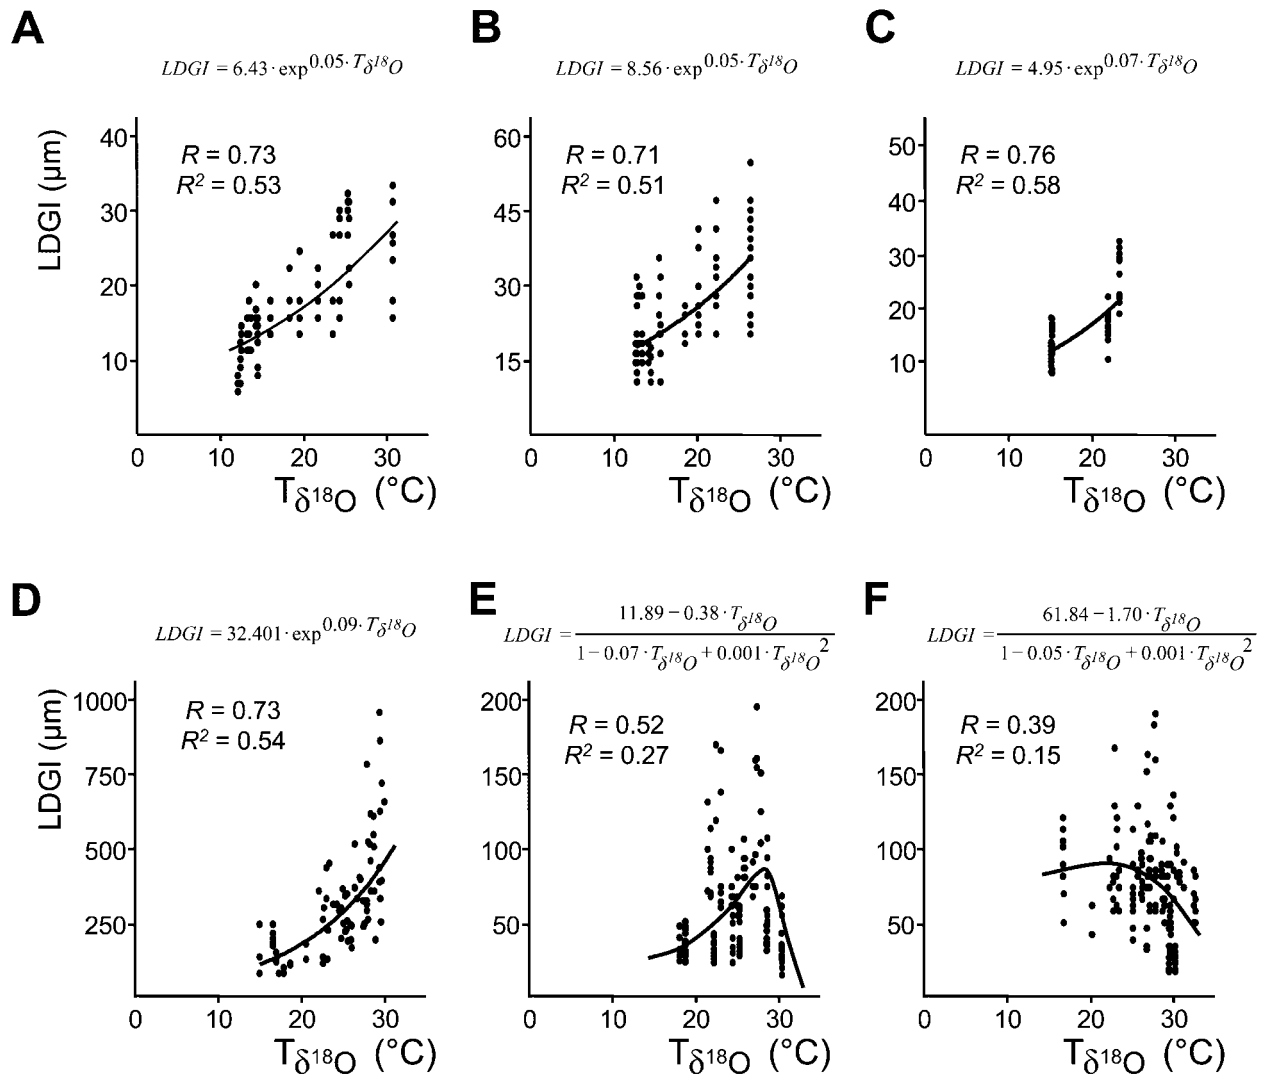 A
LDGI = 6.43 · exp^0.05 · T_δ18O
R = 0.73
R² = 0.53
LDGI (μm)
40
30
20
10
0 10 20 30
Tδ18O (°C)
B
LDGI = 8.56 · exp^0.05 · T_δ18O
R = 0.71
R² = 0.51
60
45
30
15
0 10 20 30
Tδ18O (°C)
C
LDGI = 4.95 · exp^0.07 · T_δ18O
R = 0.76
R² = 0.58
50
40
30
20
10
0 10 20 30
Tδ18O (°C)
D
LDGI = 32.401 · exp^0.09 · T_δ18O
R = 0.73
R² = 0.54
LDGI (μm)
1000
750
500
250
0 10 20 30
Tδ18O (°C)
E
11.89 − 0.38 · T_δ18O
LDGI =
1 − 0.07 · T_δ18O + 0.001 · T_δ18O²
R = 0.52
R² = 0.27
200
150
100
50
0 10 20 30
Tδ18O (°C)
F
61.84 − 1.70 · T_δ18O
LDGI =
1 − 0.05 · T_δ18O + 0.001 · T_δ18O²
R = 0.39
R² = 0.15
200
150
100
50
0 10 20 30
Tδ18O (°C)